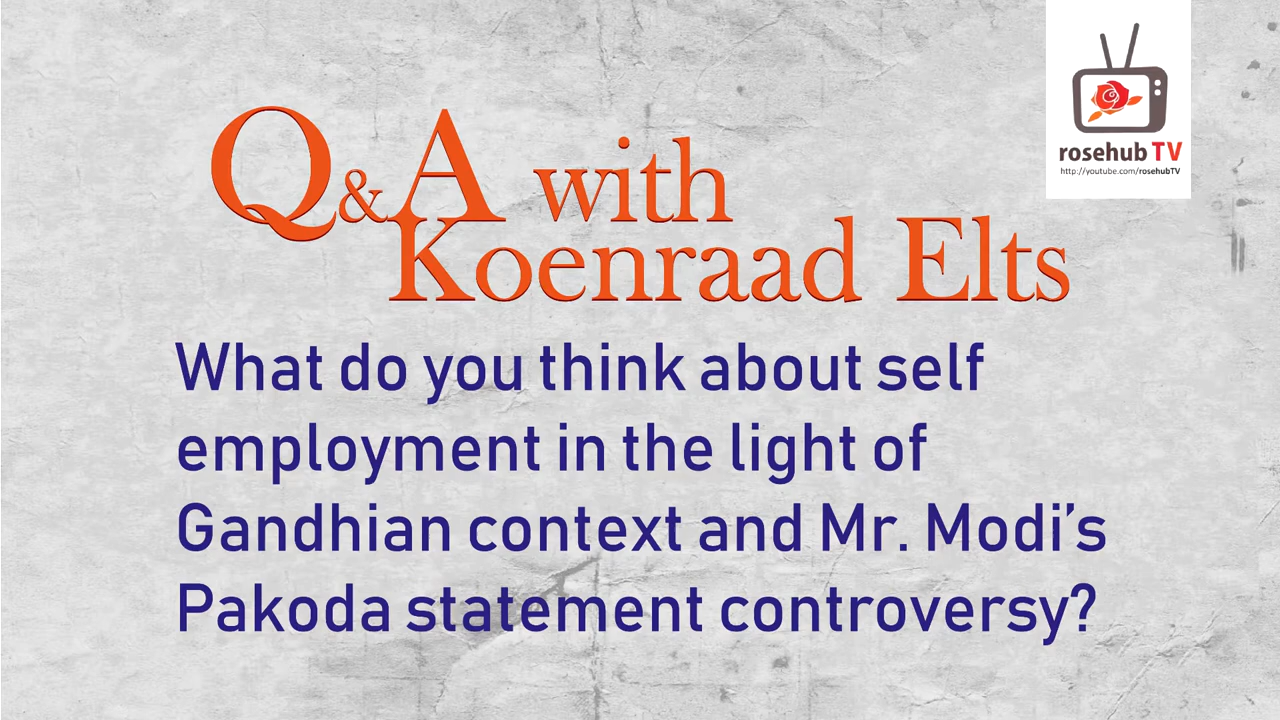 Q&A with
Koenraad Elts
What do you think about self
employment in the light of
Gandhian context and Mr. Modi’s
Pakoda statement controversy?
rosehub TV
http://youtube.com/rosehubTV